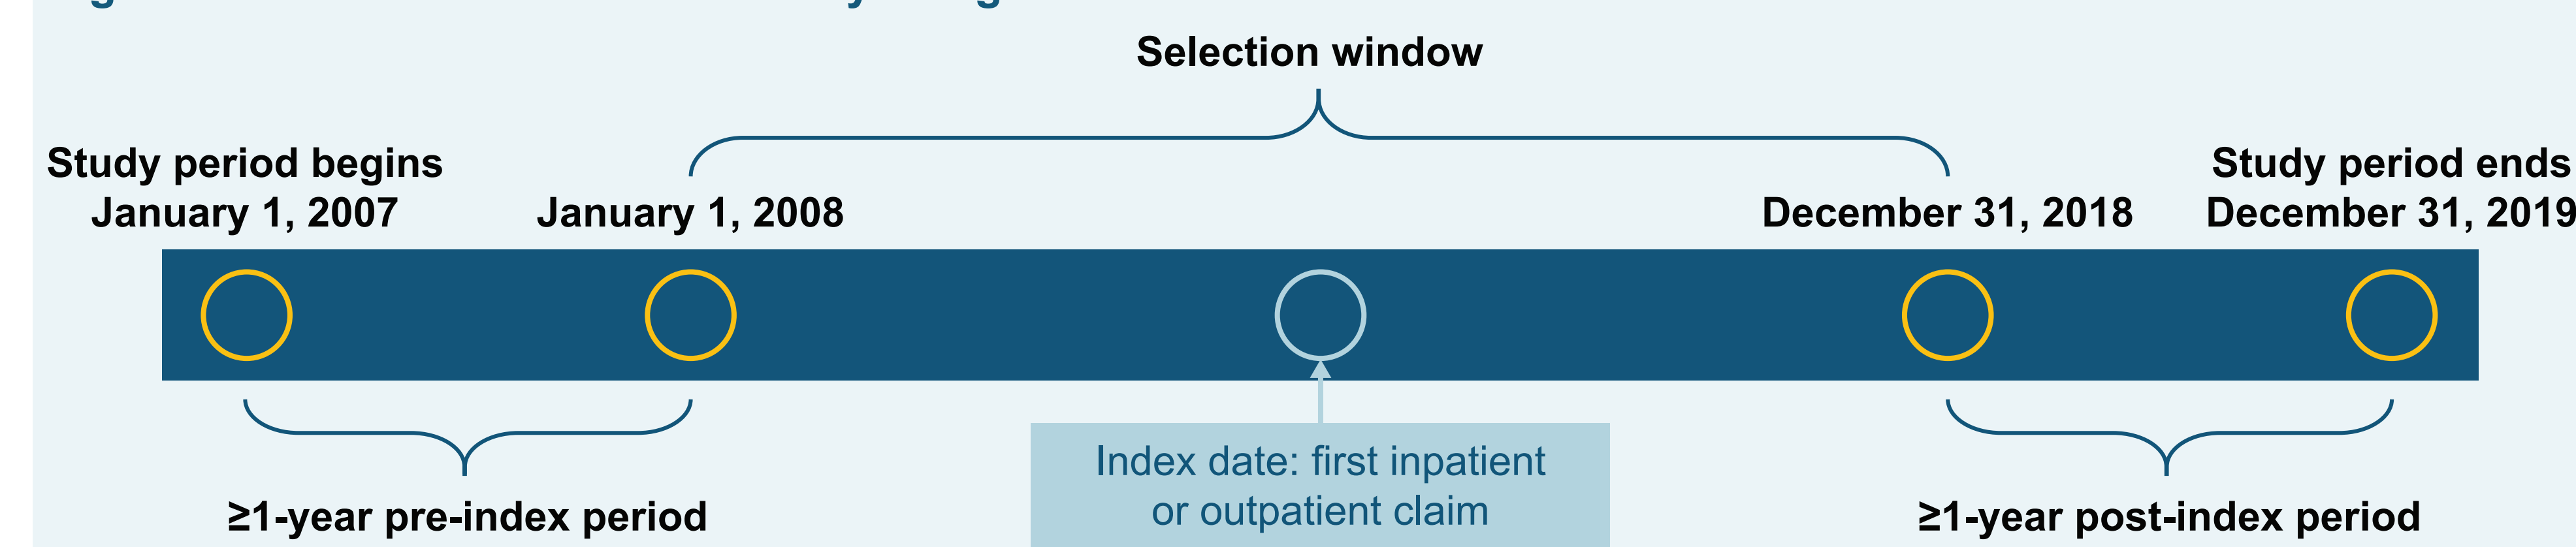 Selection window
Study period begins
January 1, 2007
January 1, 2008
December 31, 2018
Study period ends
December 31, 2019
≥1-year pre-index period
Index date: first inpatient
or outpatient claim
≥1-year post-index period